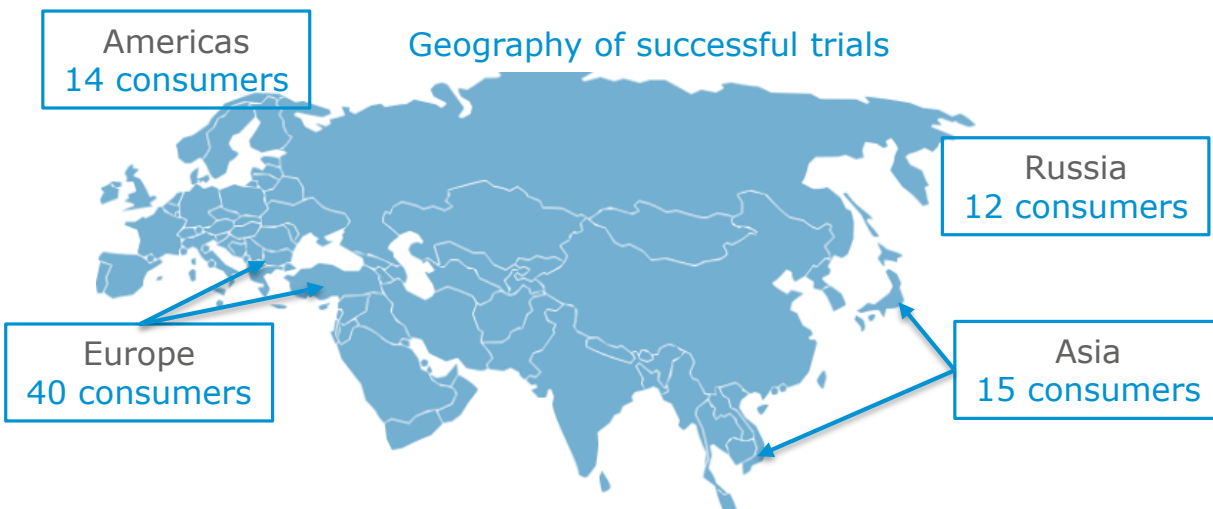 Geography of successful trials
Americas
14 consumers
Russia
12 consumers
Europe
40 consumers
Asia
15 consumers